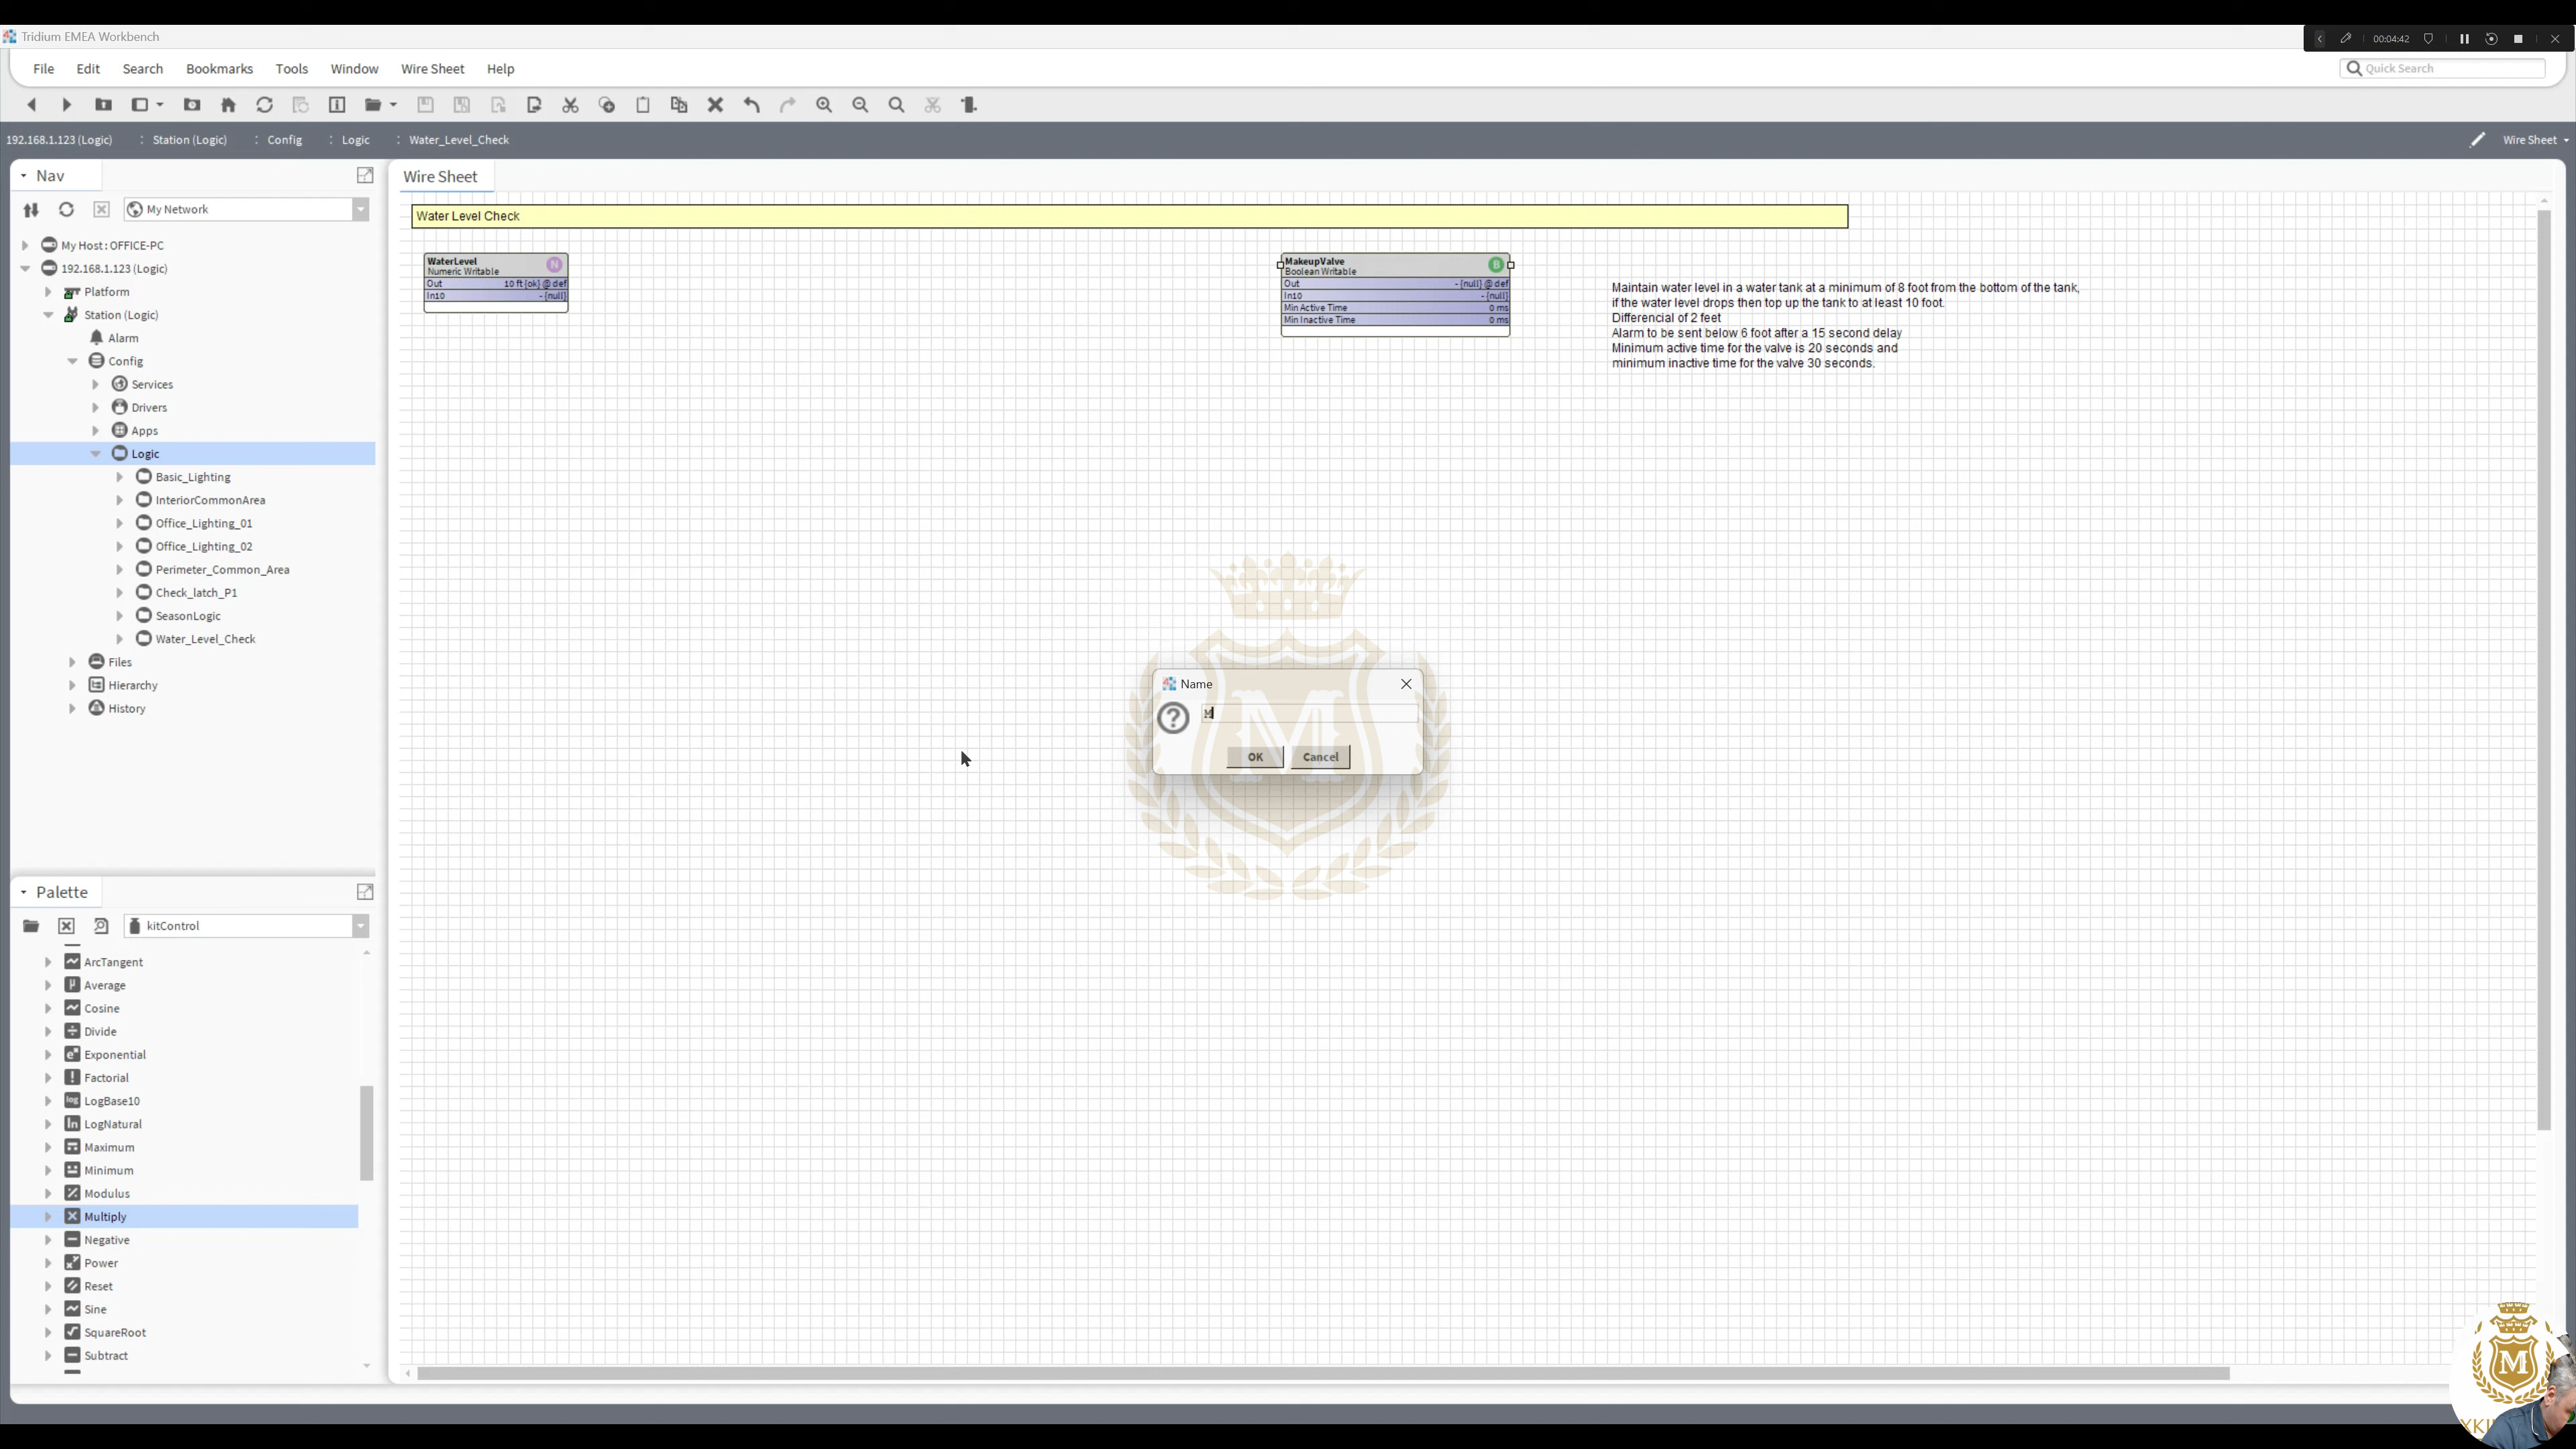 Tridium EMEA Workbench
00:04:42
File Edit Search Bookmarks Tools Window Wire Sheet Help
Quick Search
192.168.1.123 (Logic) : Station (Logic) : Config : Logic : Water_Level_Check
Wire Sheet
Nav
My Network
My Host : OFFICE-PC
192.168.1.123 (Logic)
Platform
Station (Logic)
Alarm
Config
Services
Drivers
Apps
Logic
Basic_Lighting
InteriorCommonArea
Office_Lighting_01
Office_Lighting_02
Perimeter_Common_Area
Check_latch_P1
SeasonLogic
Water_Level_Check
Files
Hierarchy
History
Palette
kitControl
ArcTangent
Average
Cosine
Divide
Exponential
Factorial
LogBase10
LogNatural
Maximum
Minimum
Modulus
Multiply
Negative
Power
Reset
Sine
SquareRoot
Subtract
Wire Sheet
Water Level Check
WaterLevel
Numeric Writable
N
Out 10 ft {ok} @ def
In10 - {null}
MakeupValve
Boolean Writable
B
Out - {null} @ def
In10 - {null}
Min Active Time 0 ms
Min Inactive Time 0 ms
Maintain water level in a water tank at a minimum of 8 foot from the bottom of the tank,
if the water level drops then top up the tank to at least 10 foot.
Differencial of 2 feet
Alarm to be sent below 6 foot after a 15 second delay
Minimum active time for the valve is 20 seconds and
minimum inactive time for the valve 30 seconds.
Name
M
OK Cancel
M
M